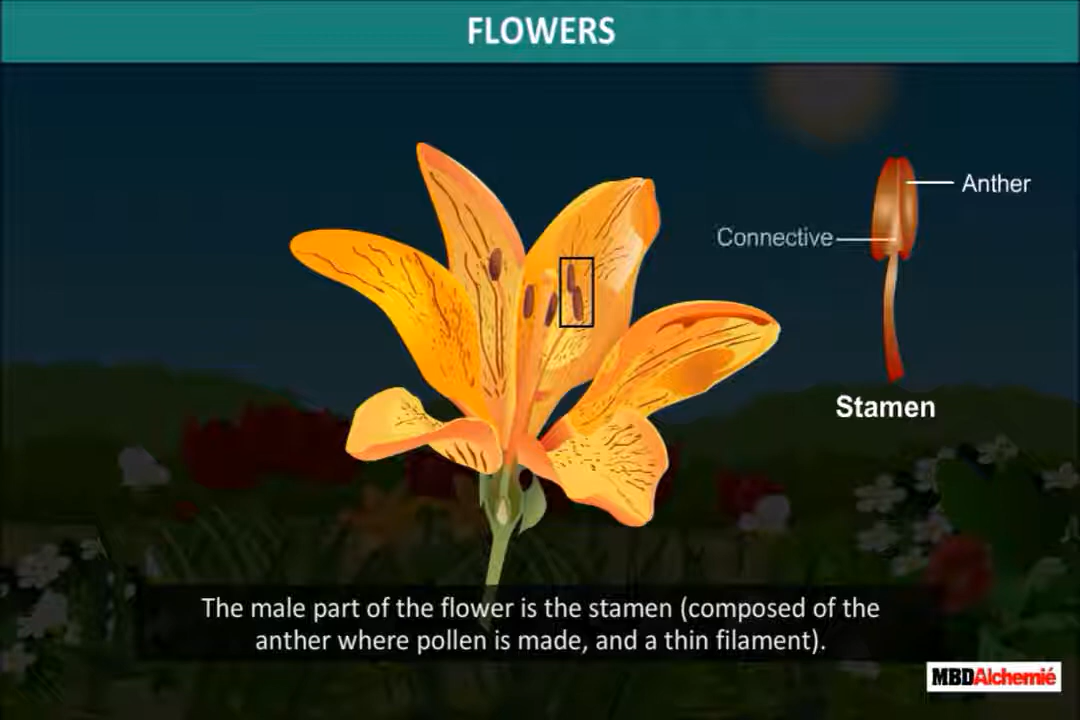 FLOWERS
Anther
Connective
Stamen
The male part of the flower is the stamen (composed of the
anther where pollen is made, and a thin filament).
MBDAlchemié